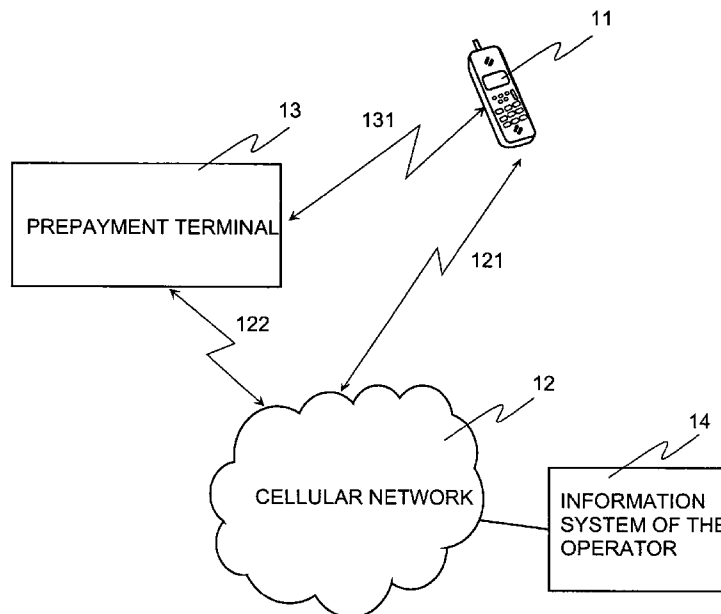 11
13
131
PREPAYMENT TERMINAL
121
122
12
14
CELLULAR NETWORK
INFORMATION
SYSTEM OF THE
OPERATOR